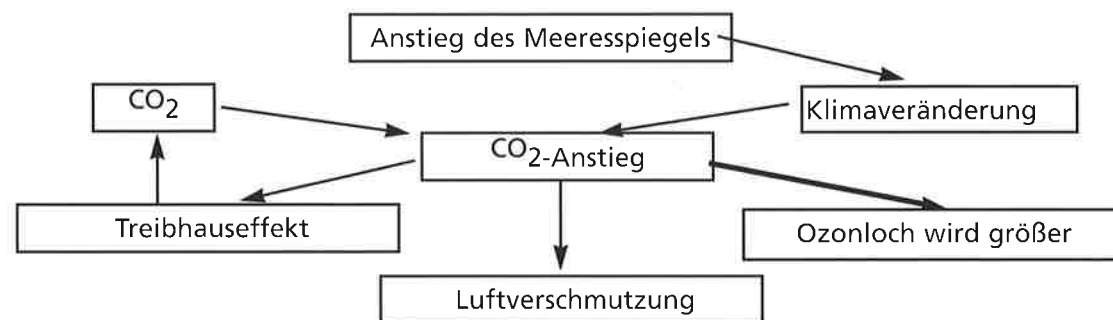 Anstieg des Meeresspiegels
CO2
Klimaveränderung
CO2-Anstieg
Treibhauseffekt
Ozonloch wird größer
Luftverschmutzung